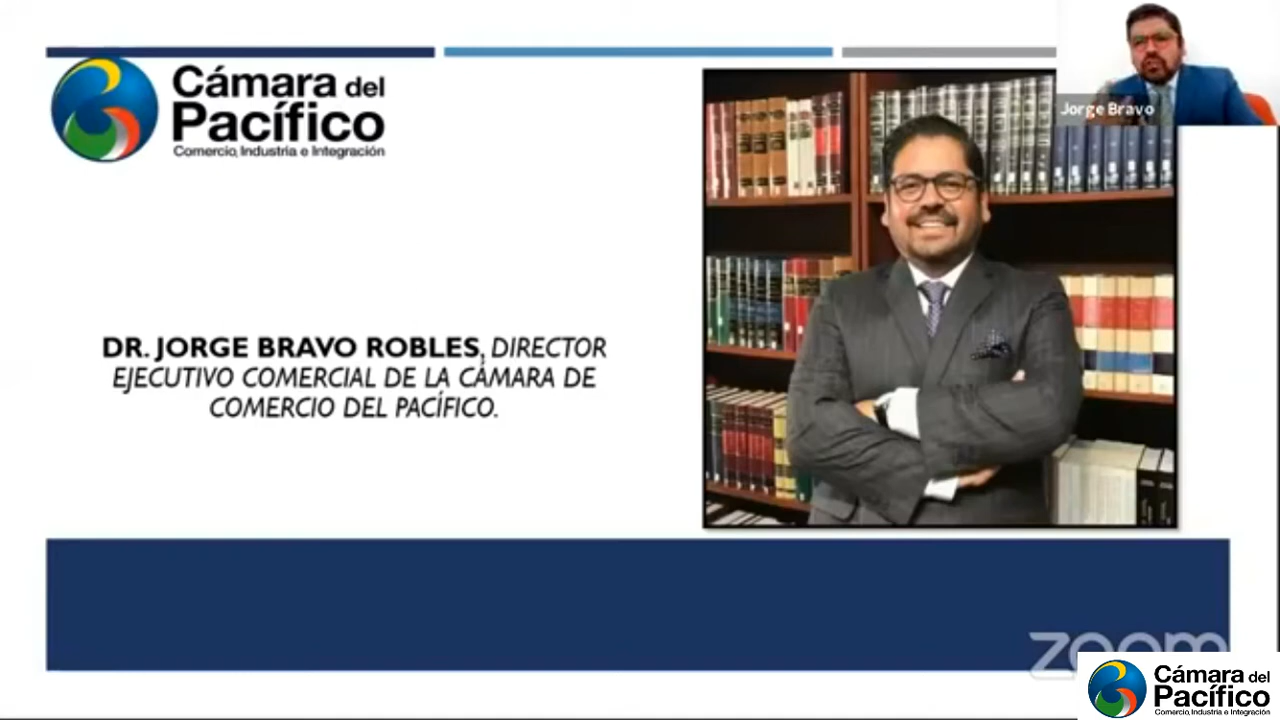 Cámara del
Pacífico
Comercio, Industria e Integración
Jorge Bravo
DR. JORGE BRAVO ROBLES, DIRECTOR
EJECUTIVO COMERCIAL DE LA CÁMARA DE
COMERCIO DEL PACÍFICO.
zoom
Cámara del
Pacífico
Comercio, Industria e Integración